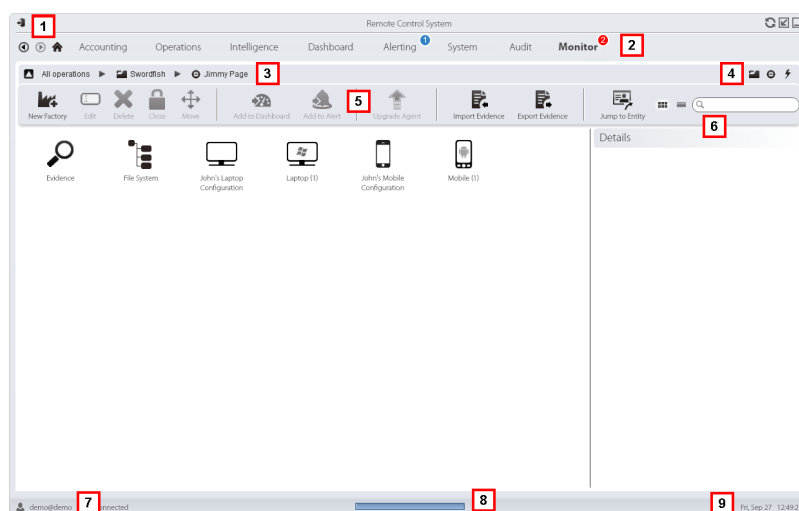 1
Remote Control System
Accounting Operations Intelligence Dashboard Alerting 1 System Audit Monitor 2 2
All operations Swordfish Jimmy Page 3 4
New Factory Edit Delete Close Move Add to Dashboard Add to Alert 5 Upgrade Agent Import Evidence Export Evidence Jump to Entity
6
Details
Evidence File System John's Laptop Configuration Laptop (1) John's Mobile Configuration Mobile (1)
demo@demo 7 8 9 Fri, Sep 27